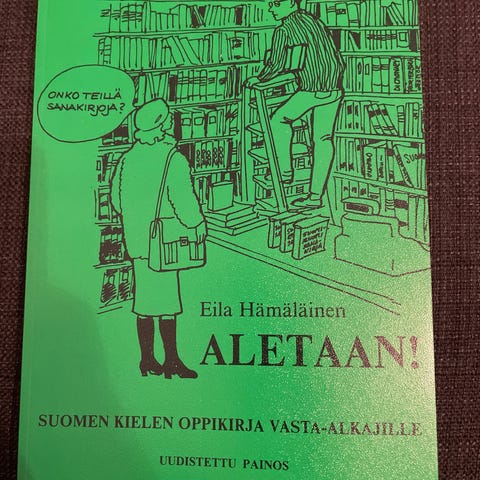 ONKO TEILLÄ
SANAKIRJOJA?
Eila Hämäläinen
ALETAAN!
SUOMEN KIELEN OPPIKIRJA VASTA-ALKAJILLE
UUDISTETTU PAINOS